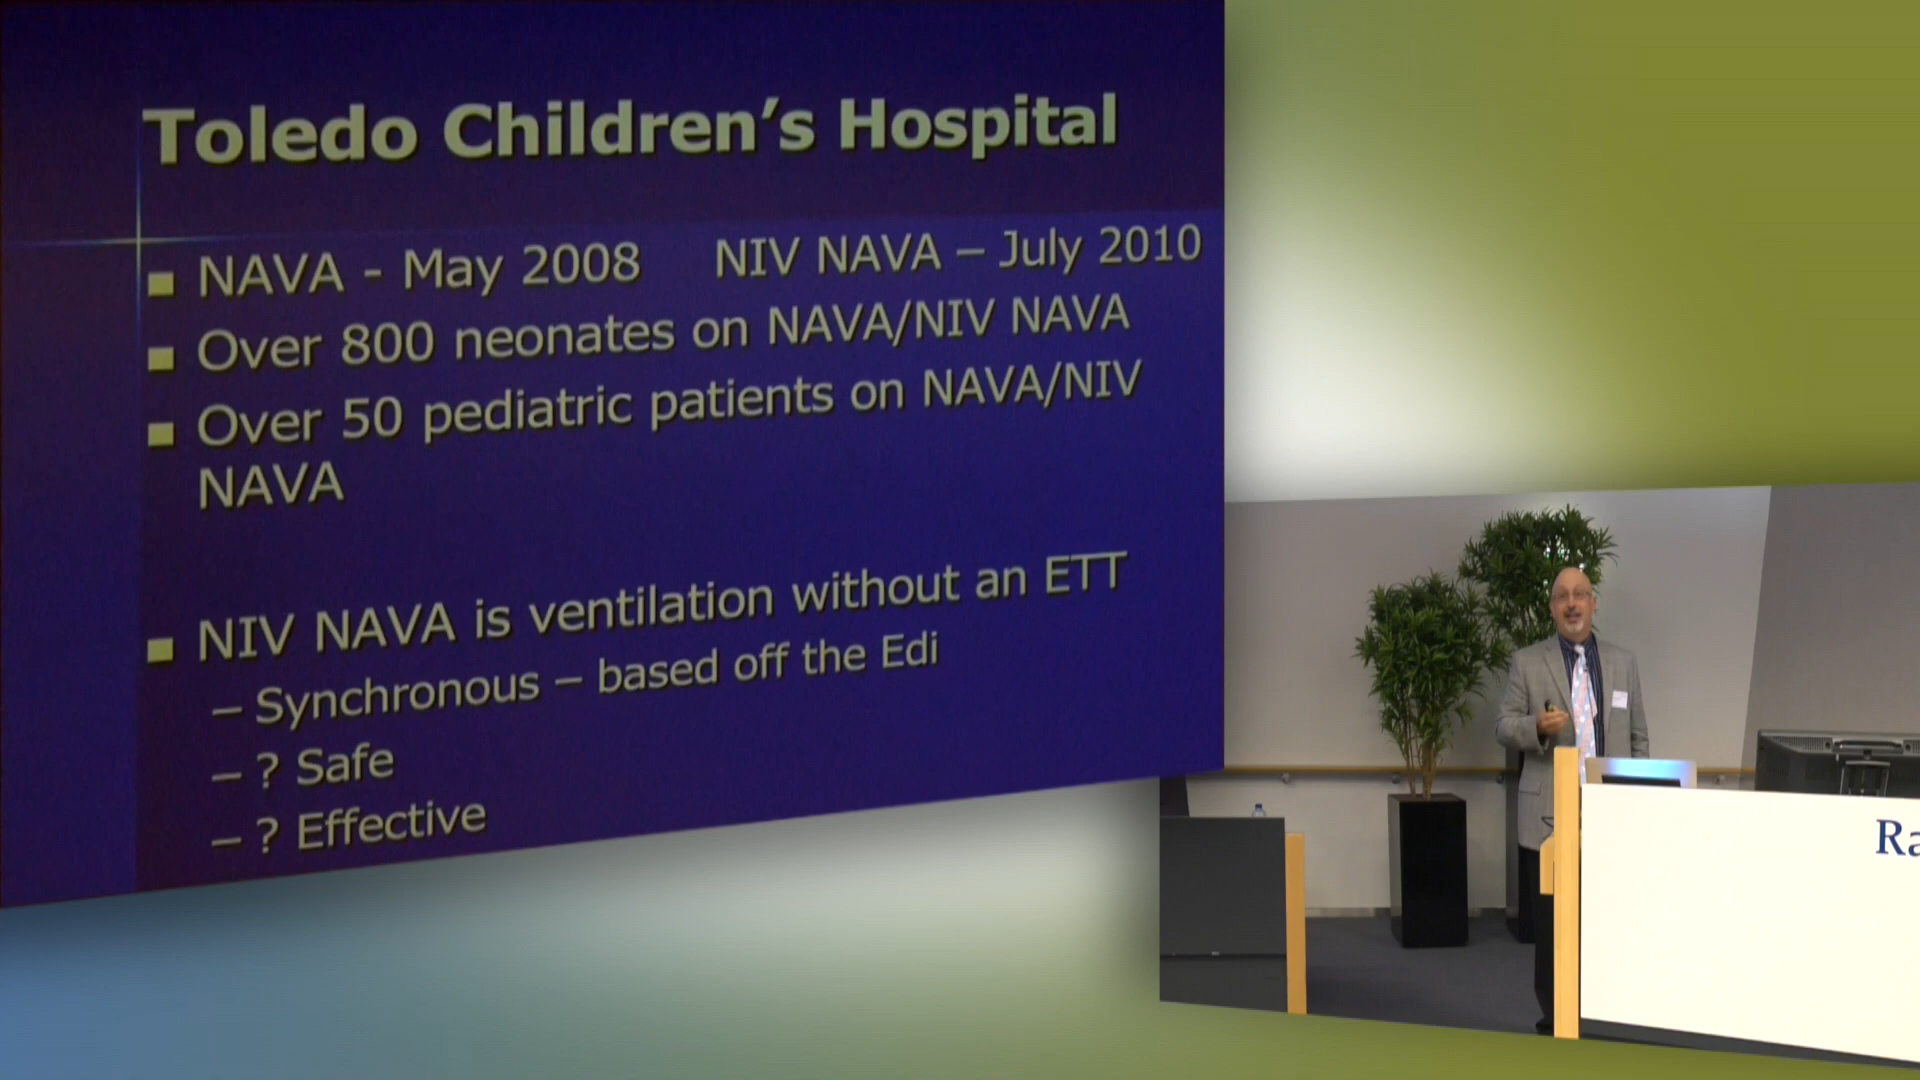 Toledo Children's Hospital
NAVA - May 2008 NIV NAVA – July 2010
Over 800 neonates on NAVA/NIV NAVA
Over 50 pediatric patients on NAVA/NIV
NAVA
NIV NAVA is ventilation without an ETT
– Synchronous – based off the Edi
– ? Safe
– ? Effective
Ra